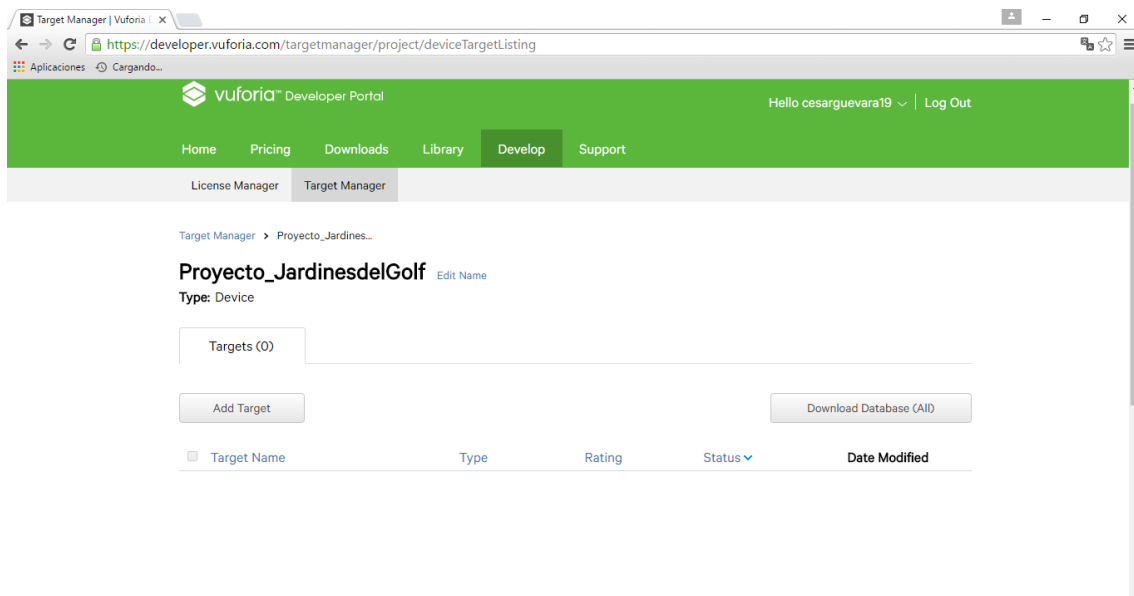 Target Manager | Vuforia
https://developer.vuforia.com/targetmanager/project/deviceTargetListing
Aplicaciones Cargando...
vuforia™ Developer Portal
Hello cesarguevara19 Log Out
Home Pricing Downloads Library Develop Support
License Manager Target Manager
Target Manager > Proyecto_Jardines...
Proyecto_JardinesdelGolf Edit Name
Type: Device
Targets (0)
Add Target Download Database (All)
Target Name Type Rating Status Date Modified